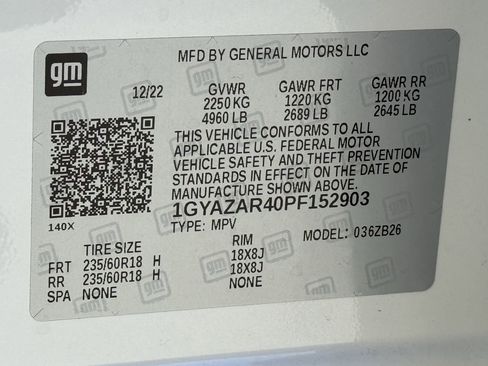 gm
MFD BY GENERAL MOTORS LLC
12/22 GVWR GAWR FRT GAWR RR
2250 KG 1220 KG 1200 KG
4960 LB 2689 LB 2645 LB
THIS VEHICLE CONFORMS TO ALL
APPLICABLE U.S. FEDERAL MOTOR
VEHICLE SAFETY AND THEFT PREVENTION
STANDARDS IN EFFECT ON THE DATE OF
MANUFACTURE SHOWN ABOVE.
1GYAZAR40PF152903
140X TYPE: MPV MODEL: 036ZB26
TIRE SIZE RIM
FRT 235/60R18 H 18X8J
RR 235/60R18 H 18X8J
SPA NONE NONE